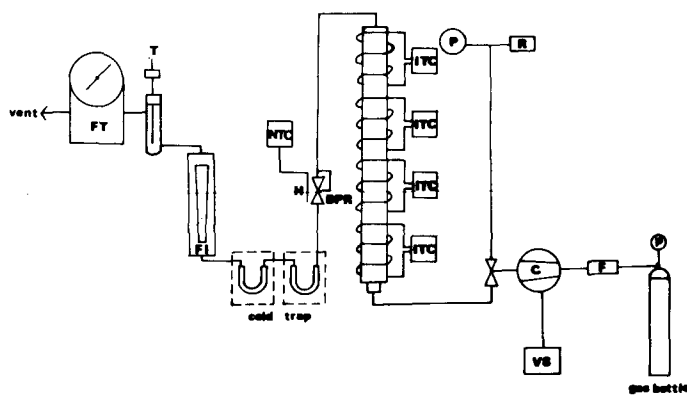 T
P
R
ITC
vent
FT
ITC
NTC
H
BPR
ITC
FI
ITC
P
C
F
cold trap
VS
gas bottle